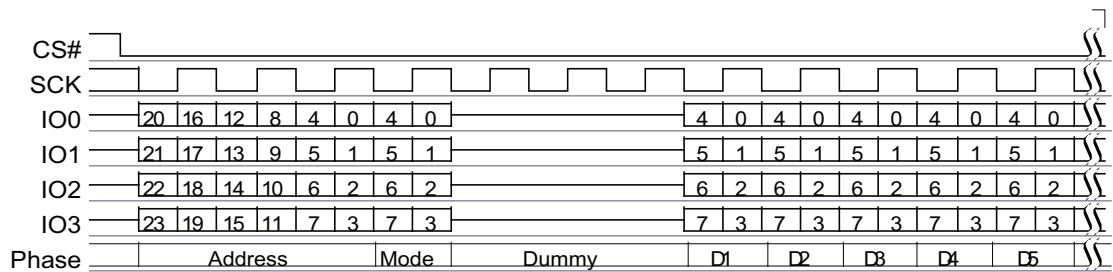 CS#
SCK
IO0 20 16 12 8 4 0 4 0 4 0 4 0 4 0 4 0 4 0
IO1 21 17 13 9 5 1 5 1 5 1 5 1 5 1 5 1 5 1
IO2 22 18 14 10 6 2 6 2 6 2 6 2 6 2 6 2 6 2
IO3 23 19 15 11 7 3 7 3 7 3 7 3 7 3 7 3 7 3
Phase Address Mode Dummy D1 D2 D3 D4 D5